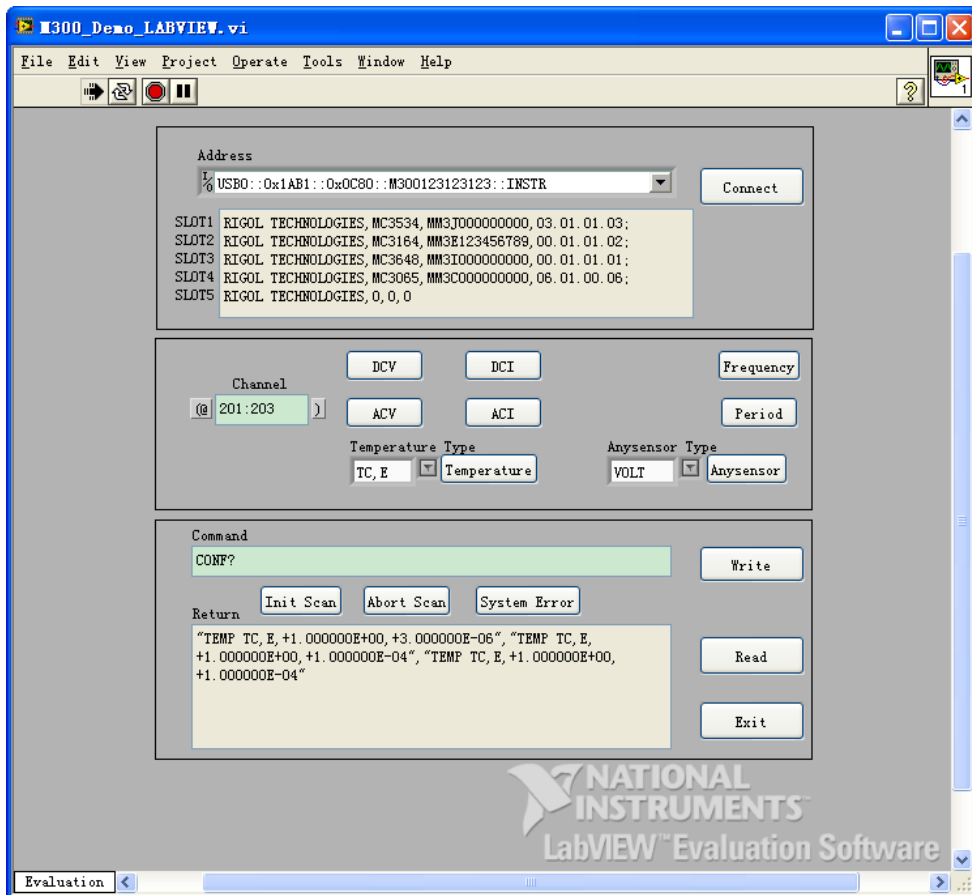 M300_Demo_LABVIEW.vi
File Edit View Project Operate Tools Window Help
1
Address
I/O USB0::0x1AB1::0x0C80::M300123123123::INSTR
Connect
SLOT1 RIGOL TECHNOLOGIES,MC3534,MM3J000000000,03.01.01.03;
SLOT2 RIGOL TECHNOLOGIES,MC3164,MM3E123456789,00.01.01.02;
SLOT3 RIGOL TECHNOLOGIES,MC3648,MM3I000000000,00.01.01.01;
SLOT4 RIGOL TECHNOLOGIES,MC3065,MM3C000000000,06.01.00.06;
SLOT5 RIGOL TECHNOLOGIES,0,0,0
DCV DCI Frequency
Channel
(@ 201:203 )
ACV ACI Period
Temperature Type Anysensor Type
TC,E Temperature VOLT Anysensor
Command
CONF?
Write
Init Scan Abort Scan System Error
Return
"TEMP TC,E,+1.000000E+00,+3.000000E-06","TEMP TC,E,
+1.000000E+00,+1.000000E-04","TEMP TC,E,+1.000000E+00,
+1.000000E-04"
Read
Exit
NATIONAL
INSTRUMENTS™
LabVIEW™ Evaluation Software
Evaluation